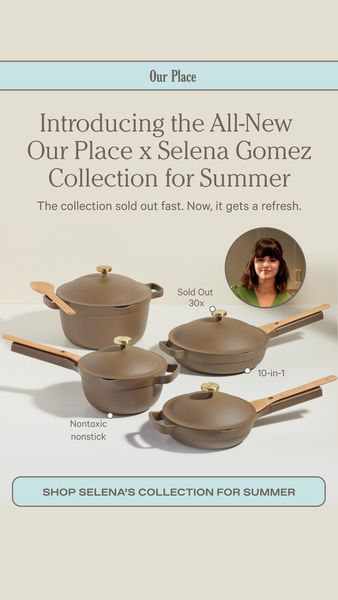 Our Place
Introducing the All-New
Our Place x Selena Gomez
Collection for Summer
The collection sold out fast. Now, it gets a refresh.
Sold Out
30x
10-in-1
Nontoxic
nonstick
SHOP SELENA'S COLLECTION FOR SUMMER